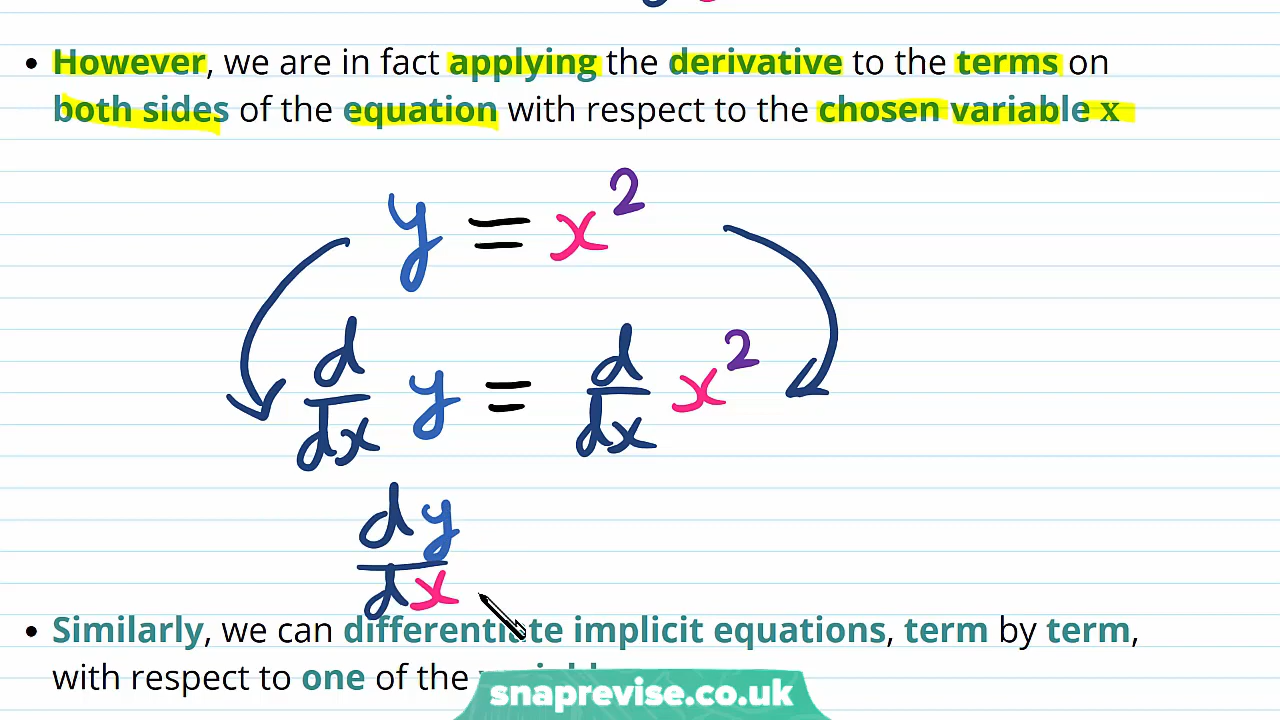 However, we are in fact applying the derivative to the terms on
both sides of the equation with respect to the chosen variable x
y = x²
d/dx y = d/dx x²
dy/dx
Similarly, we can differentiate implicit equations, term by term,
with respect to one of the
snaprevise.co.uk